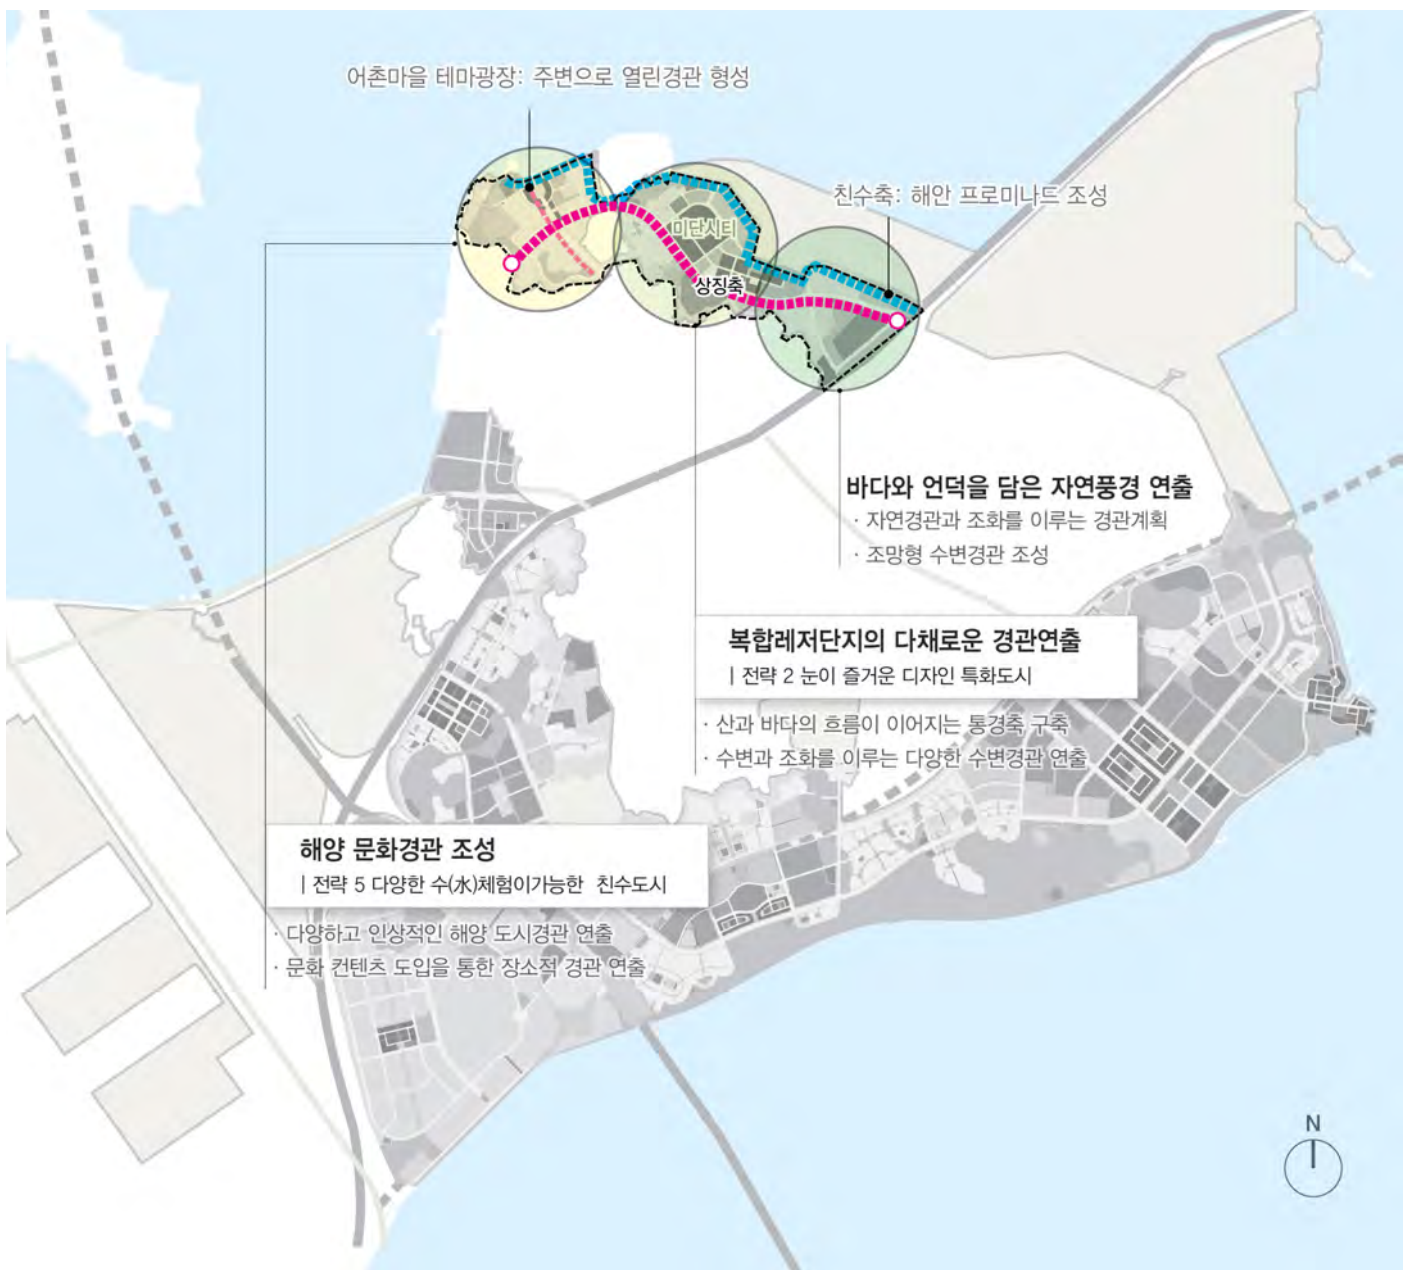 어촌마을 테마광장: 주변으로 열린경관 형성
친수축: 해안 프로미나드 조성
미단시티
상징축
바다와 언덕을 담은 자연풍경 연출
· 자연경관과 조화를 이루는 경관계획
· 조망형 수변경관 조성
복합레저단지의 다채로운 경관연출
| 전략 2 눈이 즐거운 디자인 특화도시
· 산과 바다의 흐름이 이어지는 통경축 구축
· 수변과 조화를 이루는 다양한 수변경관 연출
해양 문화경관 조성
| 전략 5 다양한 수(水)체험이가능한 친수도시
· 다양하고 인상적인 해양 도시경관 연출
· 문화 컨텐츠 도입을 통한 장소적 경관 연출
N